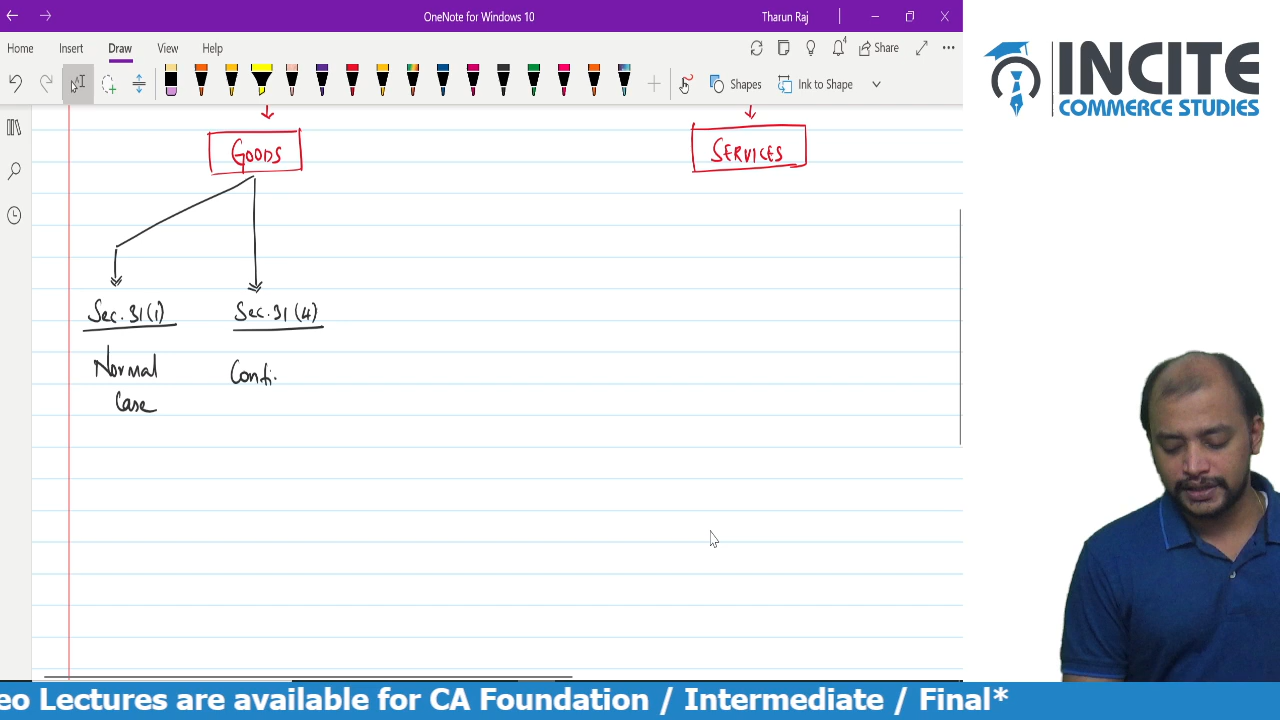 OneNote for Windows 10
Tharun Raj
Home Insert Draw View Help
4
Share
Shapes
Ink to Shape
INCITE
COMMERCE STUDIES
GOODS
SERVICES
Sec. 31(1)
Sec. 31(4)
Normal
Case
Conti
eo Lectures are available for CA Foundation / Intermediate / Final*